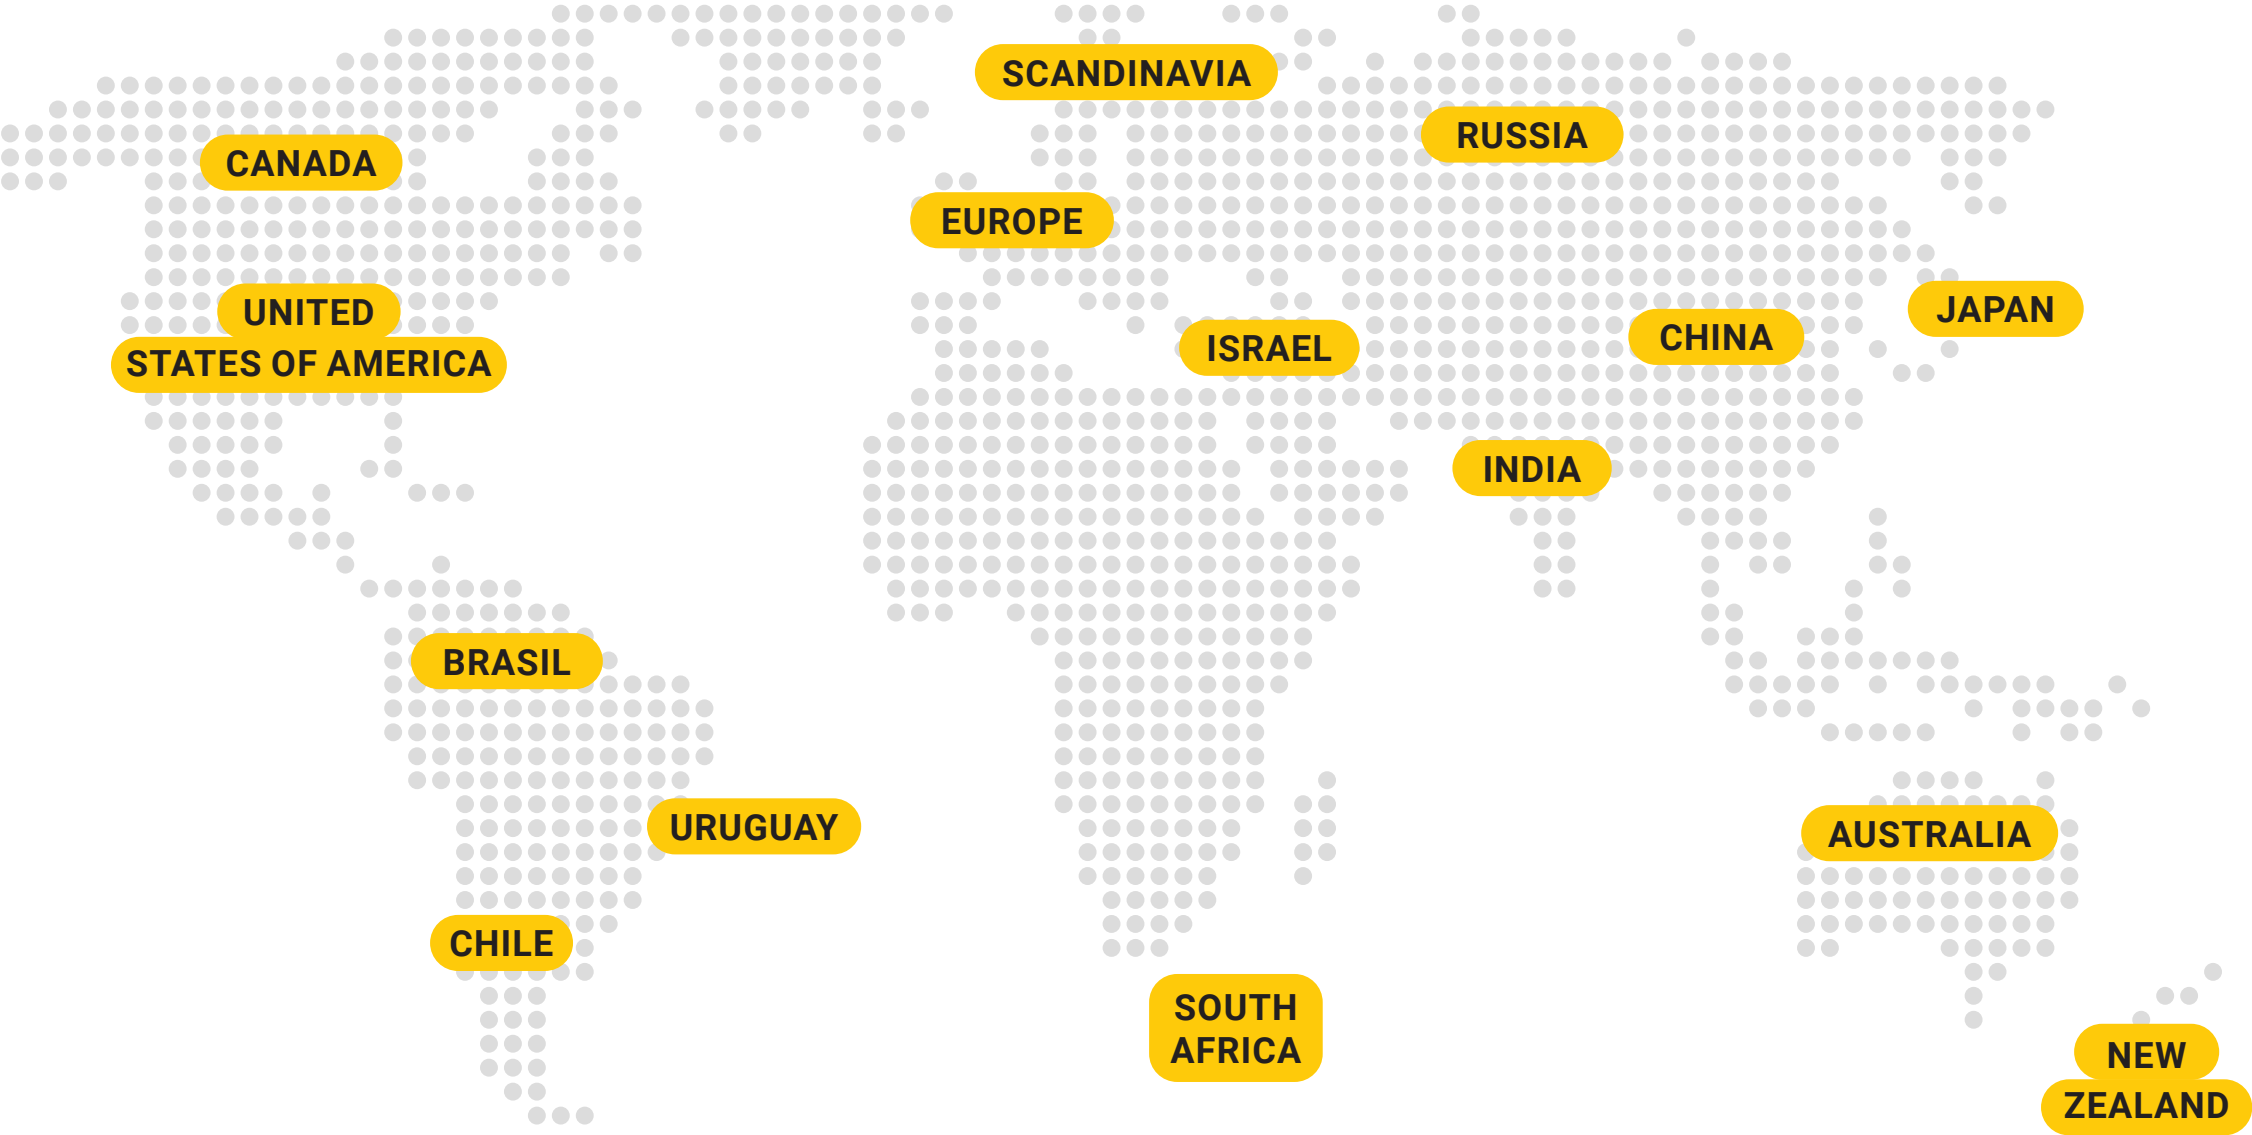 SCANDINAVIA
RUSSIA
CANADA
EUROPE
UNITED
STATES OF AMERICA
ISRAEL
CHINA
JAPAN
INDIA
BRASIL
URUGUAY
AUSTRALIA
CHILE
SOUTH
AFRICA
NEW
ZEALAND